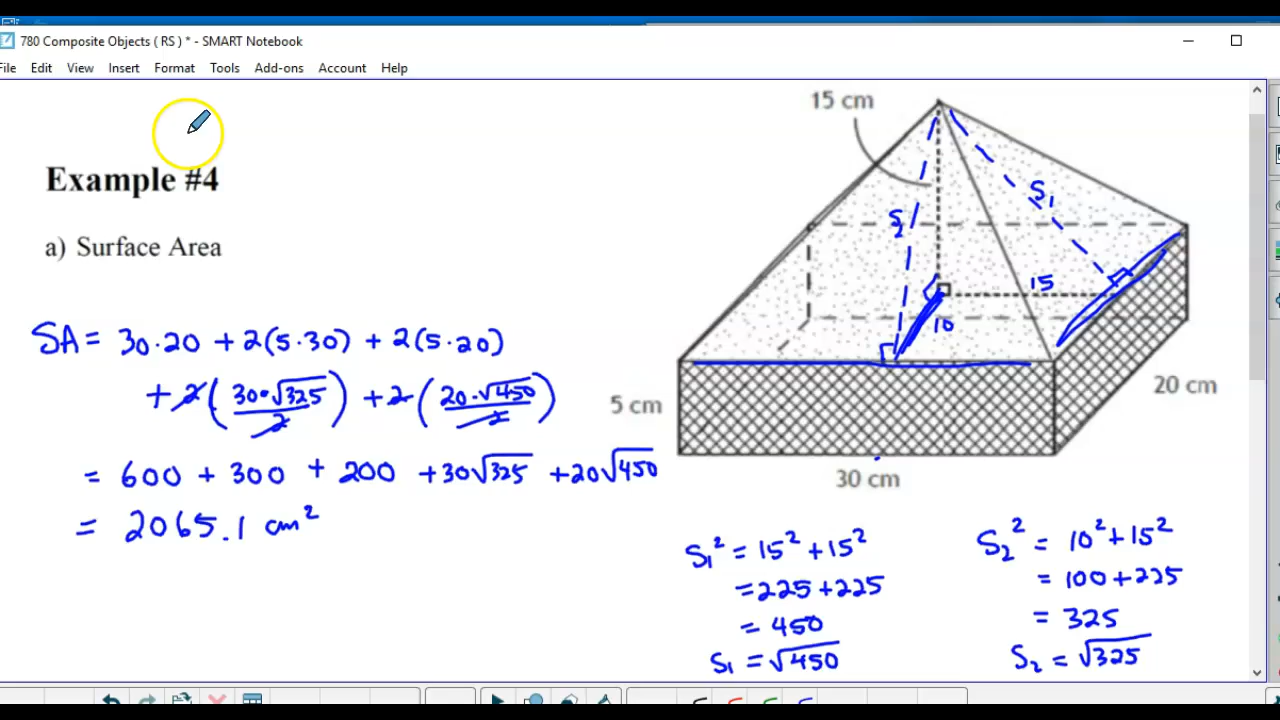 780 Composite Objects ( RS ) * - SMART Notebook
File Edit View Insert Format Tools Add-ons Account Help
Example #4
a) Surface Area
SA = 30·20 + 2(5·30) + 2(5·20)
+ 2(30·√325/2) + 2(20·√450/2)
= 600 + 300 + 200 + 30√325 + 20√450
= 2065.1 cm²
15 cm
S₁
S₂
15
10
5 cm
20 cm
30 cm
S₁² = 15² + 15²
= 225 + 225
= 450
S₁ = √450
S₂² = 10² + 15²
= 100 + 225
= 325
S₂ = √325